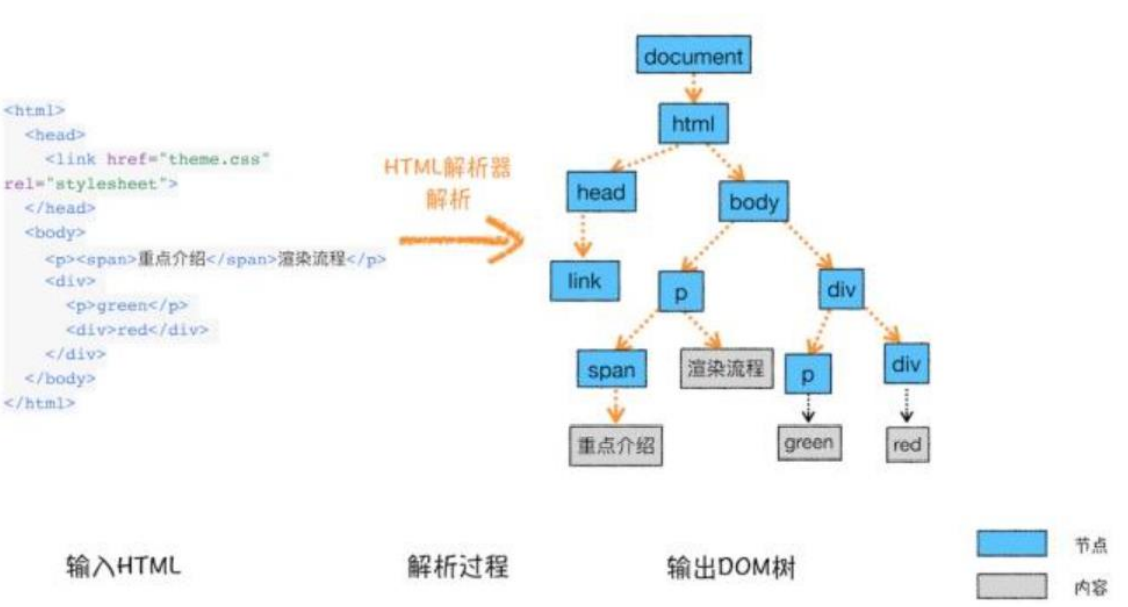 <html>
<head>
<link href="theme.css"
rel="stylesheet">
</head>
<body>
<p><span>重点介绍</span>渲染流程</p>
<div>
<p>green</p>
<div>red</div>
</div>
</body>
</html>
HTML解析器
解析
document
html
head
body
link
p
div
span
渲染流程
p
div
重点介绍
green
red
输入HTML
解析过程
输出DOM树
节点
内容